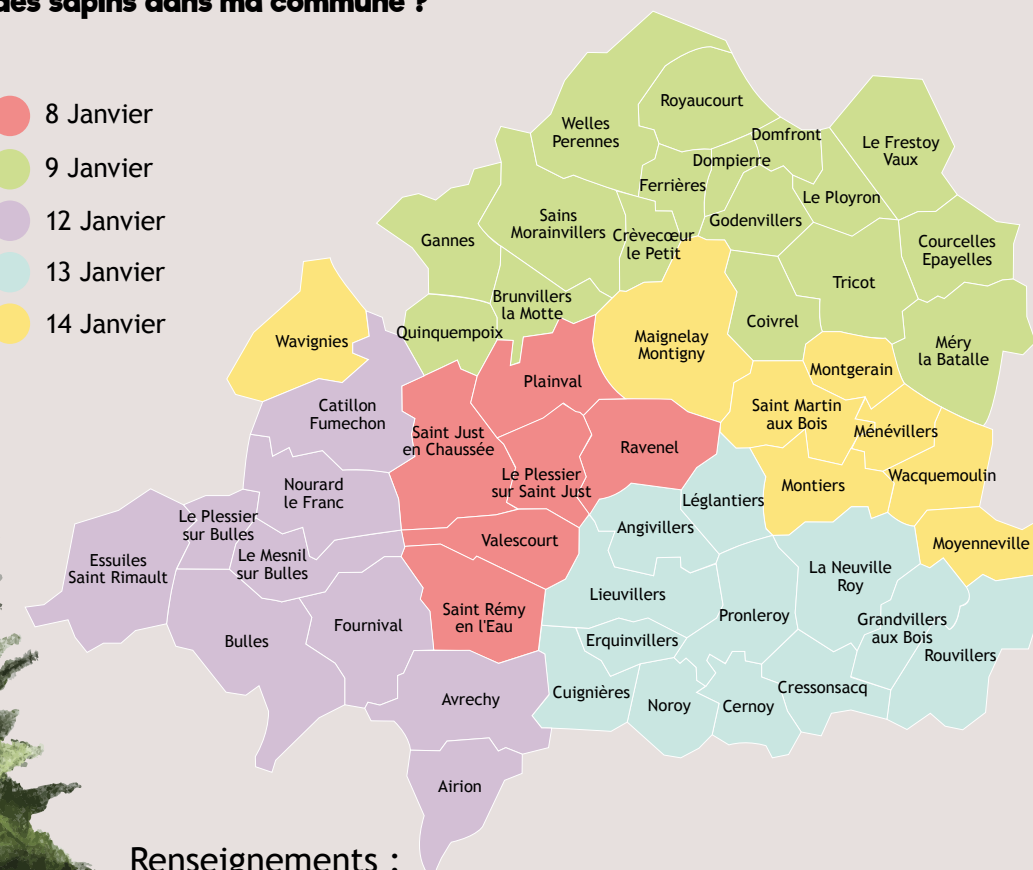 des sapins dans ma commune ?
8 Janvier
9 Janvier
12 Janvier
13 Janvier
14 Janvier
Royaucourt
Welles
Perennes
Domfront
Le Frestoy
Vaux
Dompierre
Ferrières
Le Ployron
Sains
Morainvillers
Godenvillers
Gannes
Crèvecœur
le Petit
Courcelles
Epayelles
Tricot
Brunvillers
la Motte
Quinquempoix
Coivrel
Wavignies
Maignelay
Montigny
Méry
la Batalle
Montgerain
Plainval
Catillon
Fumechon
Saint Martin
aux Bois
Ménévillers
Saint Just
en Chaussée
Ravenel
Le Plessier
sur Saint Just
Wacquemoulin
Montiers
Nourard
le Franc
Léglantiers
Le Plessier
sur Bulles
Angivillers
Valescourt
Moyenneville
Essuiles
Saint Rimault
Le Mesnil
sur Bulles
La Neuville
Roy
Lieuvillers
Saint Rémy
en l'Eau
Pronleroy
Grandvillers
aux Bois
Fournival
Bulles
Erquinvillers
Rouvillers
Avrechy
Cuignières
Cressonsacq
Noroy
Cernoy
Airion
Renseignements :